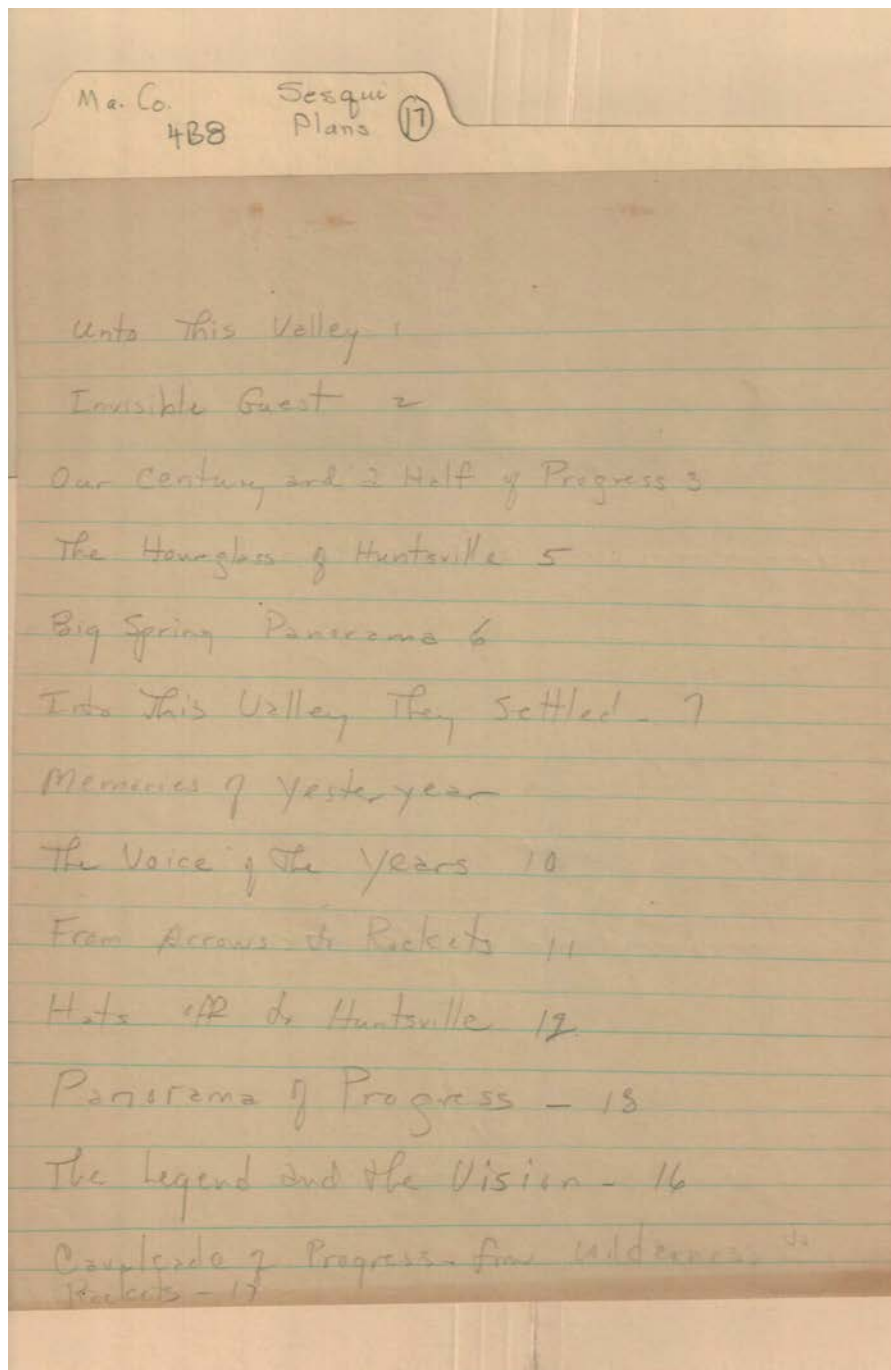 Ma. Co. Sesqui
4B8 Plans 17
Unto This Valley 1
Invisible Guest 2
Our Century and a Half of Progress 3
The Hourglass of Huntsville 5
Big Spring Panorama 6
Into This Valley They Settled - 7
Memories of Yesteryear
The Voice of the Years 10
From Arrows to Rockets 11
Hats off to Huntsville 12
Panorama of Progress - 13
The Legend and the Vision - 16
Cavalcade of Progress - from Wilderness to
Rockets - 17